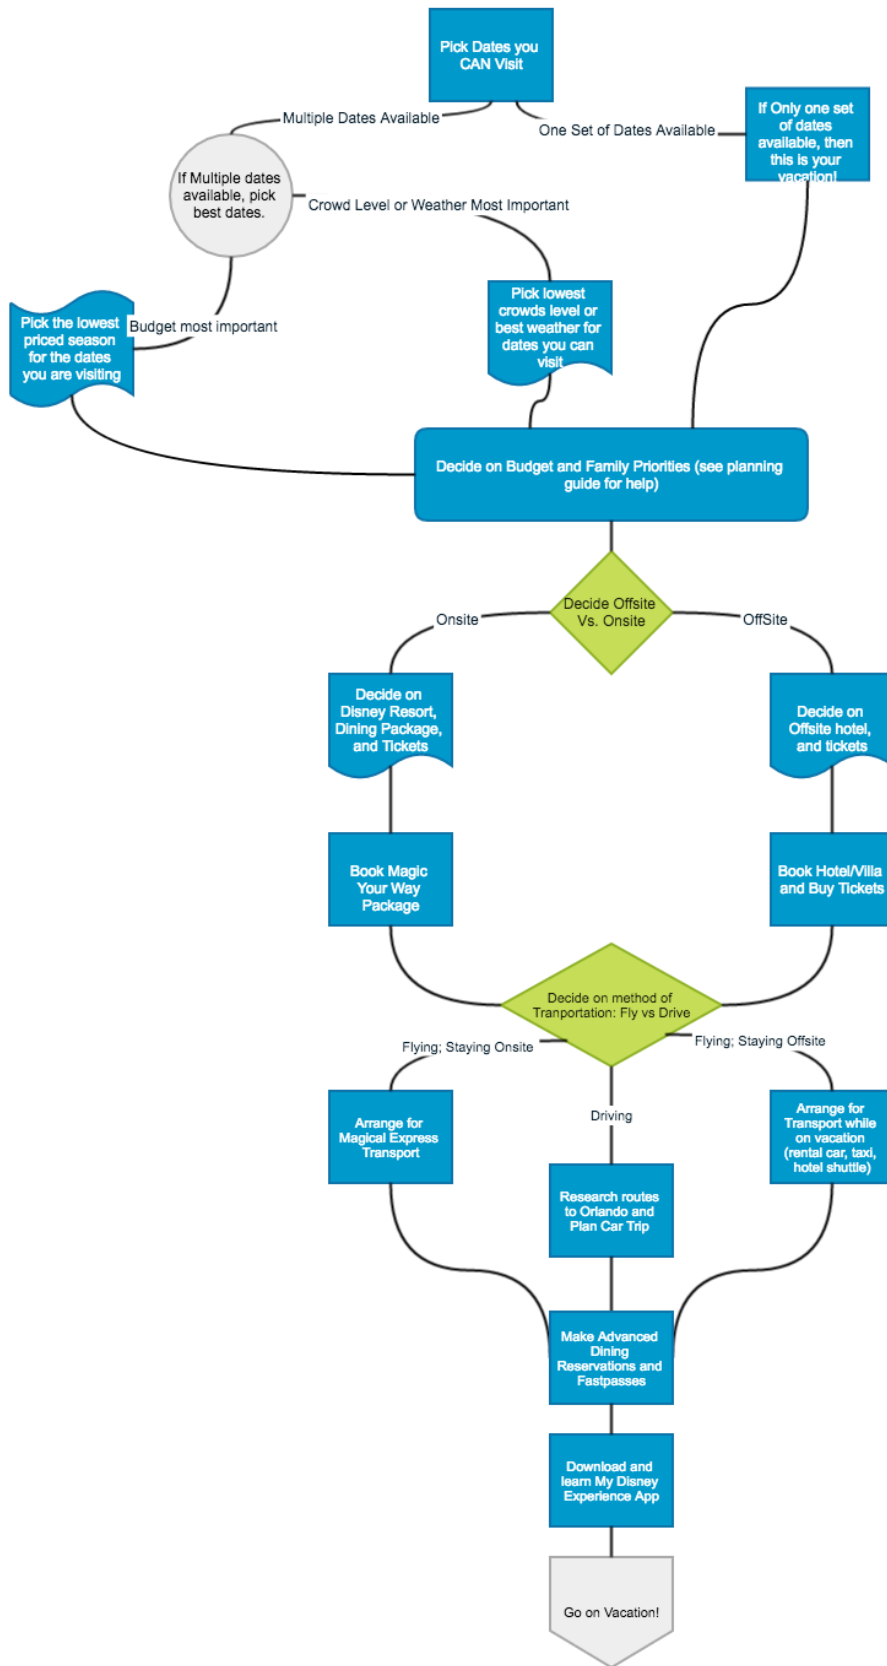 Pick Dates you
CAN Visit
Multiple Dates Available
One Set of Dates Available
If Only one set
of dates
available, then
this is your
vacation!
If Multiple dates
available, pick
best dates.
Crowd Level or Weather Most Important
Pick the lowest
priced season
for the dates
you are visiting
Budget most important
Pick lowest
crowds level or
best weather for
dates you can
visit
Decide on Budget and Family Priorities (see planning
guide for help)
Decide Offsite
Vs. Onsite
Onsite
OffSite
Decide on
Disney Resort,
Dining Package,
and Tickets
Decide on
Offsite hotel,
and tickets
Book Magic
Your Way
Package
Book Hotel/Villa
and Buy Tickets
Decide on method of
Tranportation: Fly vs Drive
Flying; Staying Onsite
Flying; Staying Offsite
Driving
Arrange for
Magical Express
Transport
Arrange for
Transport while
on vacation
(rental car, taxi,
hotel shuttle)
Research routes
to Orlando and
Plan Car Trip
Make Advanced
Dining
Reservations and
Fastpasses
Download and
learn My Disney
Experience App
Go on Vacation!